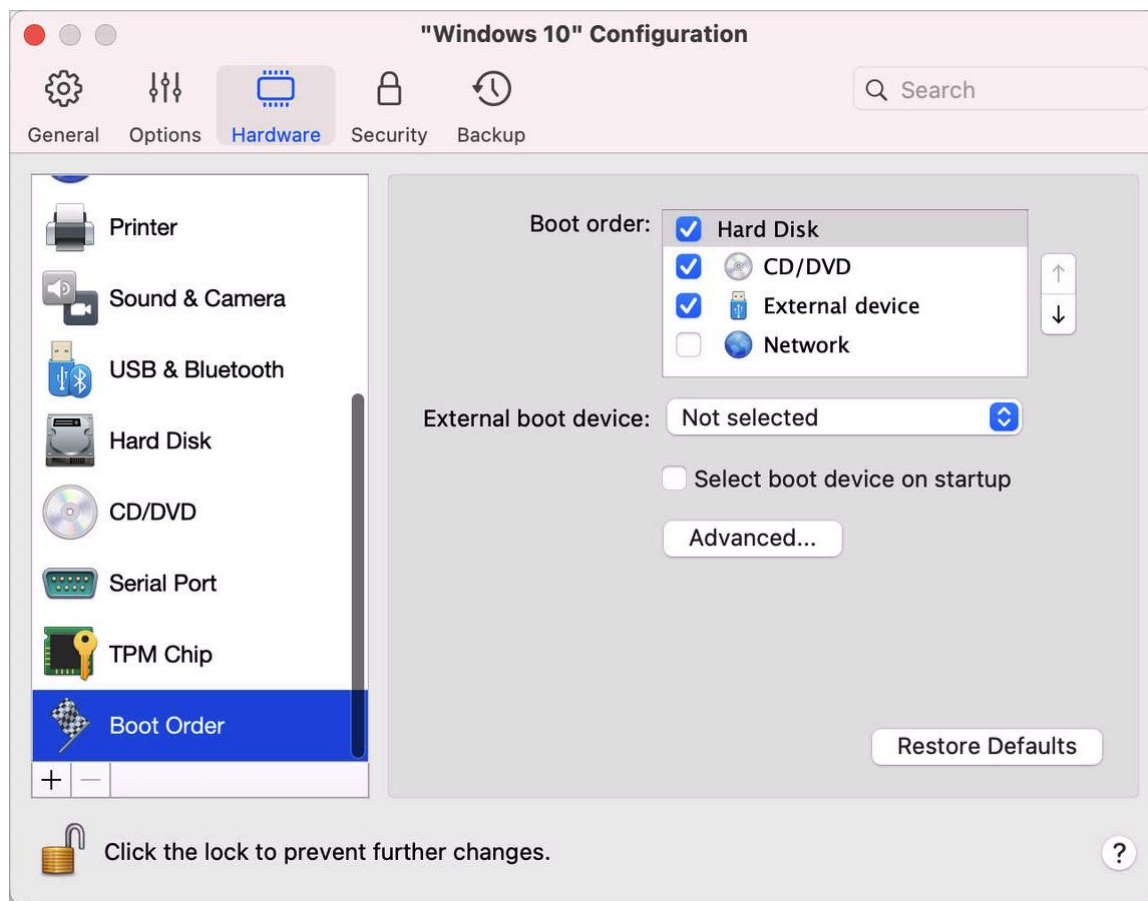 "Windows 10" Configuration
General Options Hardware Security Backup
Search
Printer
Sound & Camera
USB & Bluetooth
Hard Disk
CD/DVD
Serial Port
TPM Chip
Boot Order
Boot order:
Hard Disk
CD/DVD
External device
Network
External boot device: Not selected
Select boot device on startup
Advanced...
Restore Defaults
Click the lock to prevent further changes.
?